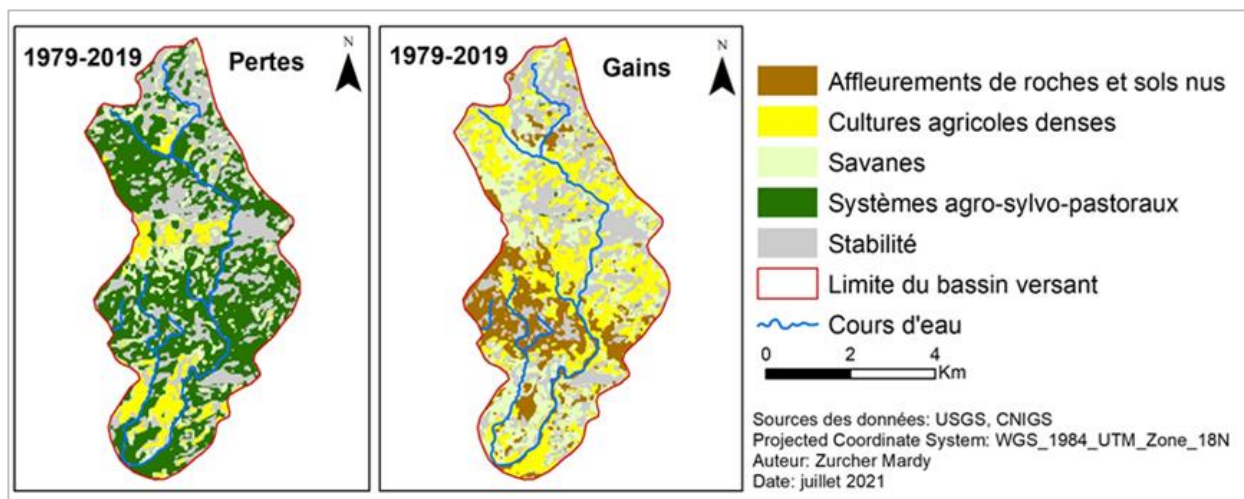 1979-2019
Pertes
N
1979-2019
Gains
N
Affleurements de roches et sols nus
Cultures agricoles denses
Savanes
Systèmes agro-sylvo-pastoraux
Stabilité
Limite du bassin versant
Cours d'eau
0 2 4
Km
Sources des données: USGS, CNIGS
Projected Coordinate System: WGS_1984_UTM_Zone_18N
Auteur: Zurcher Mardy
Date: juillet 2021